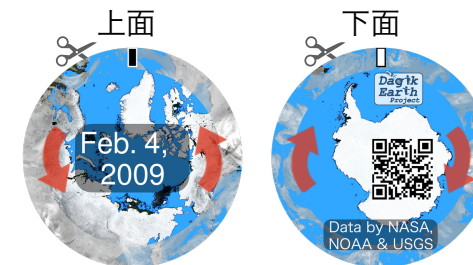 上面
下面
Feb. 4,
2009
Dagik
Earth
Project
Data by NASA,
NOAA & USGS